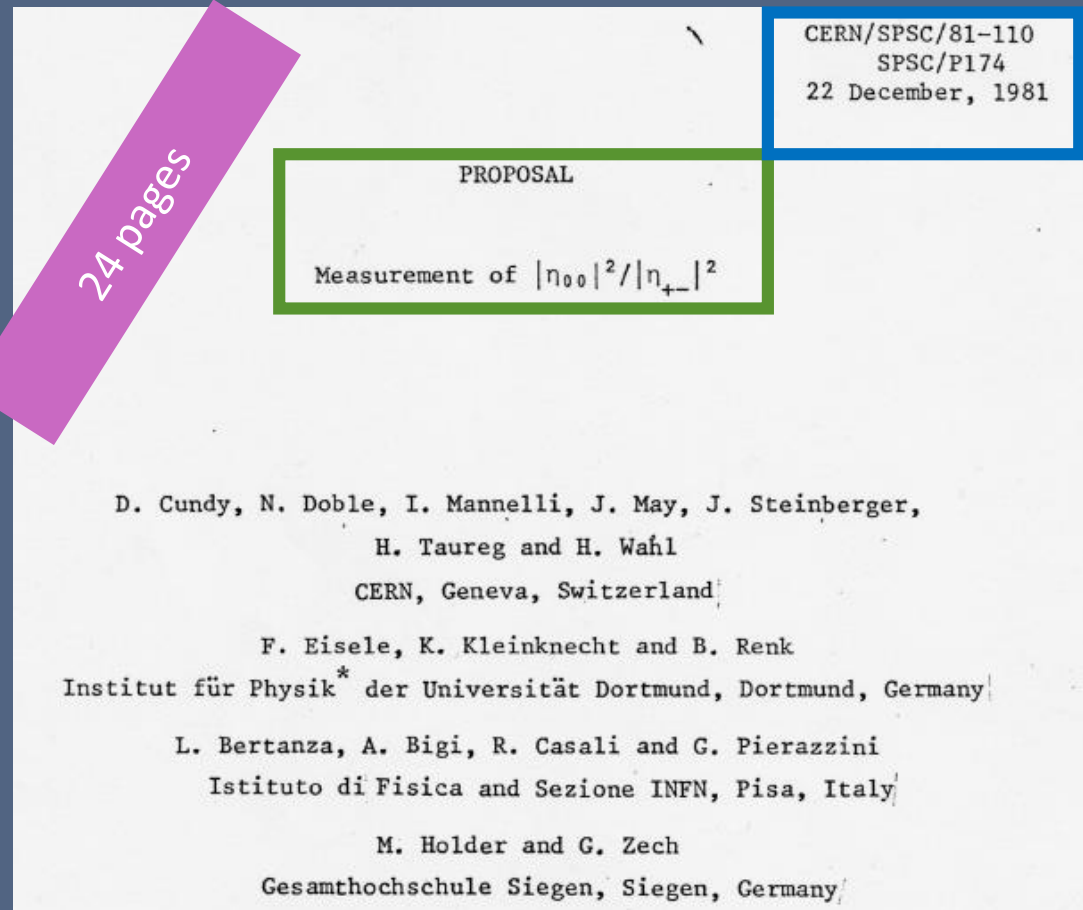 24 pages
CERN/SPSC/81-110
SPSC/P174
22 December, 1981
PROPOSAL
Measurement of |η₀₀|²/|η₊₋|²
D. Cundy, N. Doble, I. Mannelli, J. May, J. Steinberger,
H. Taureg and H. Wahl
CERN, Geneva, Switzerland
F. Eisele, K. Kleinknecht and B. Renk
Institut für Physik* der Universität Dortmund, Dortmund, Germany
L. Bertanza, A. Bigi, R. Casali and G. Pierazzini
Istituto di Fisica and Sezione INFN, Pisa, Italy
M. Holder and G. Zech
Gesamthochschule Siegen, Siegen, Germany